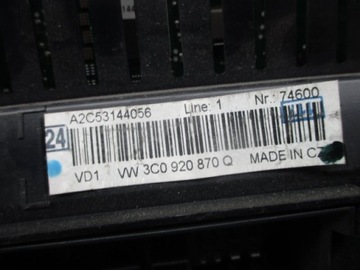 A2C53144056 Line: 1 Nr.: 74600
24
VD1 VW 3C0 920 870 Q MADE IN CZ